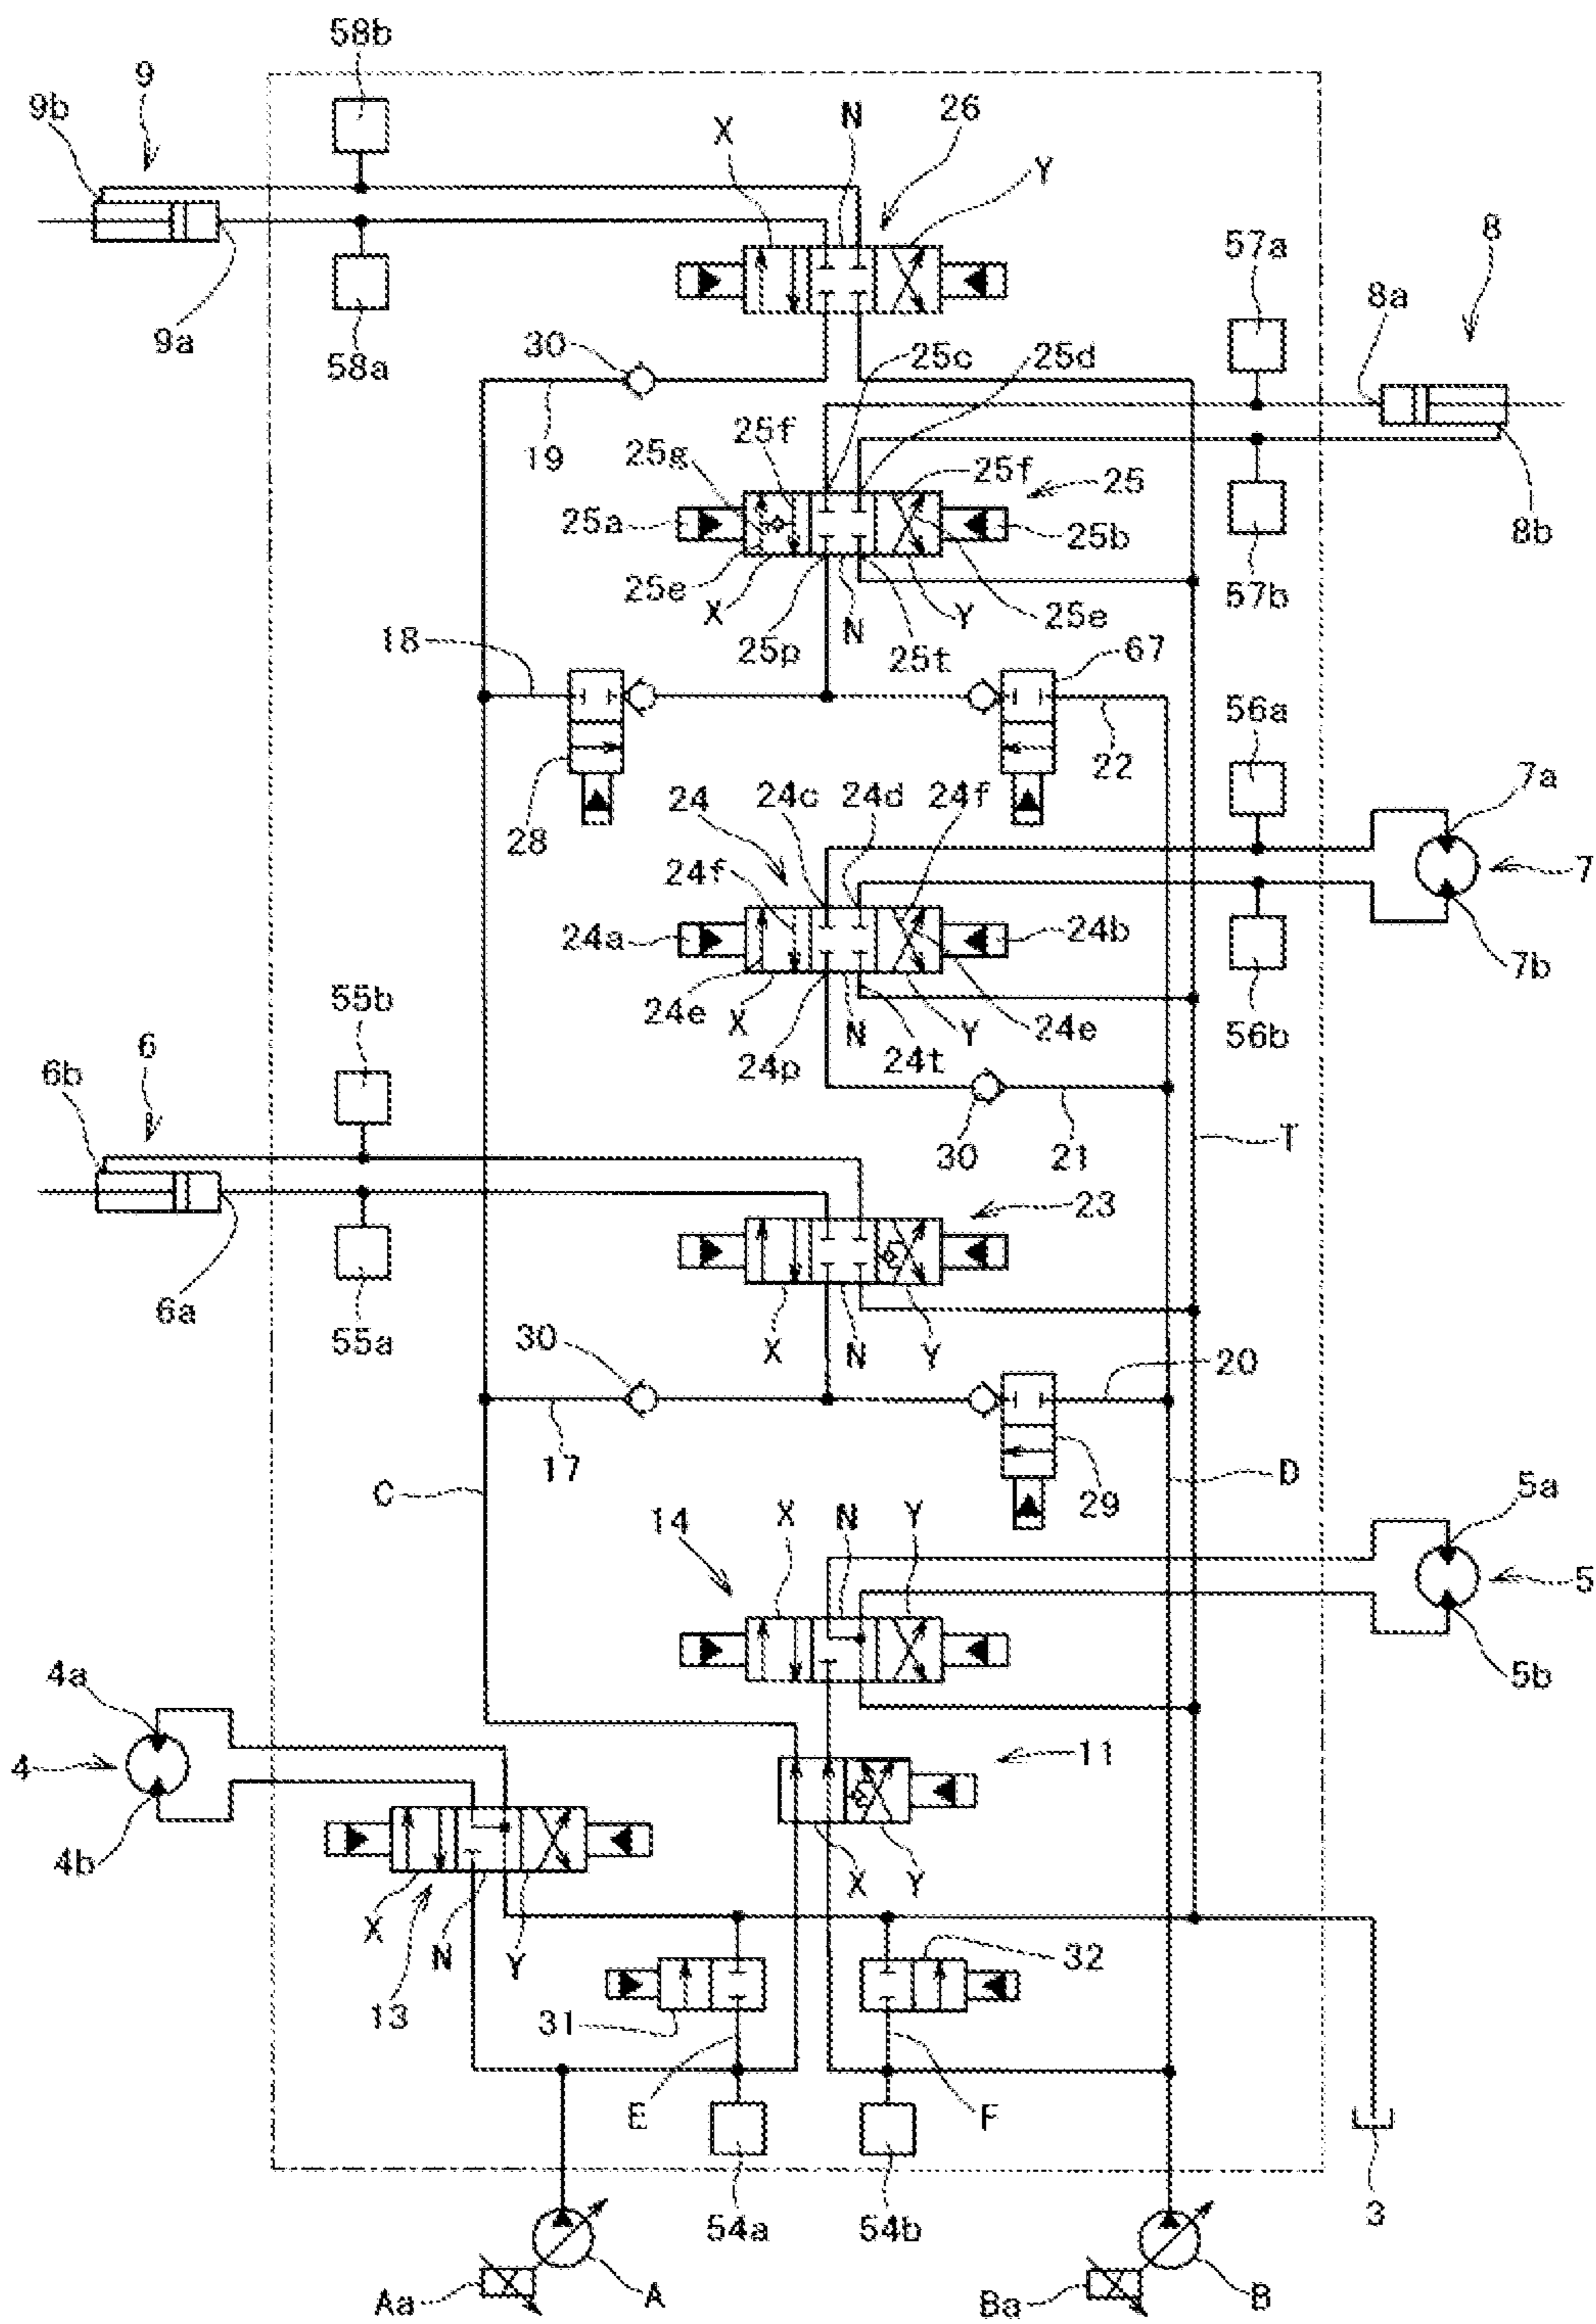 58b
9
9b
X
N
26
Y
57a
8
8a
9a
58a
30
25c
25d
19
25f
25g
25f
25
25a
25b
8b
57b
25e
X
N
Y
25e
18
25p
25t
67
56a
22
28
24
24c
24d
24f
7a
24f
7
24a
24b
7b
24e
X
N
Y
24e
56b
55b
24p
24t
6b
6
30
21
T
23
6a
55a
X
N
Y
30
20
17
C
D
29
5a
14
X
N
Y
5
4a
5b
4
11
4b
X
Y
X
N
Y
32
13
31
E
F
3
54a
54b
Aa
A
Ba
B